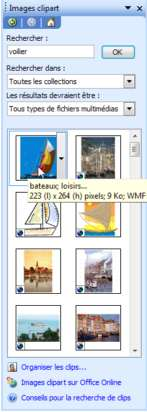 Images clipart
Rechercher :
voilier
OK
Rechercher dans :
Toutes les collections
Les résultats devraient être :
Tous types de fichiers multimédias
bateaux; loisirs...
223 (l) x 264 (h) pixels; 9 Ko; WMF
Organiser les clips...
Images clipart sur Office Online
Conseils pour la recherche de clips